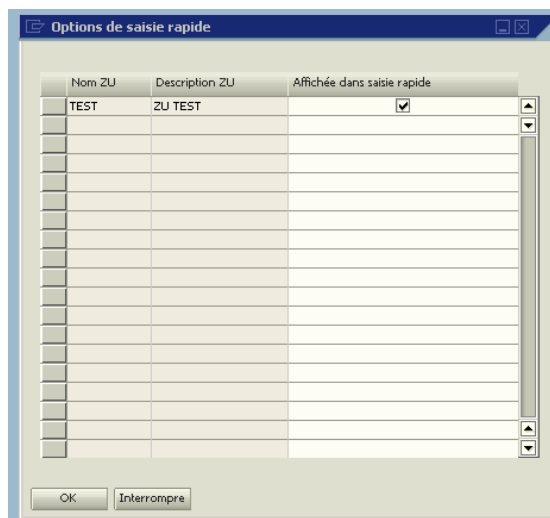 Options de saisie rapide
Nom ZU Description ZU Affichée dans saisie rapide
TEST ZU TEST
OK Interrompre